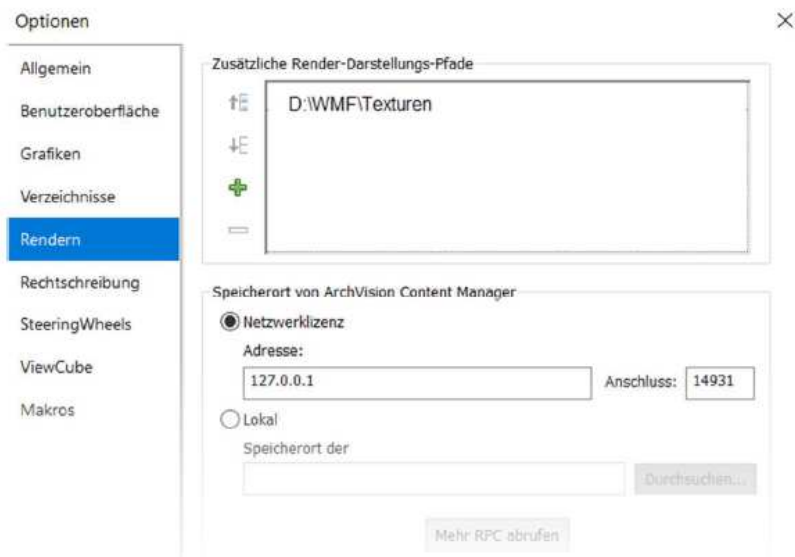 Optionen
Allgemein
Benutzeroberfläche
Grafiken
Verzeichnisse
Rendern
Rechtschreibung
SteeringWheels
ViewCube
Makros
Zusätzliche Render-Darstellungs-Pfade
D:\WMF\Texturen
Speicherort von ArchVision Content Manager
Netzwerklizenz
Adresse:
127.0.0.1 Anschluss: 14931
Lokal
Speicherort der
Durchsuchen...
Mehr RPC abrufen